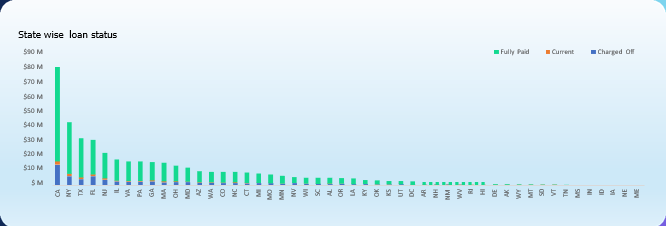 State wise loan status
Fully Paid Current Charged Off
$90 M
$80 M
$70 M
$60 M
$50 M
$40 M
$30 M
$20 M
$10 M
$ M
CA NY TX FL NJ IL VA PA GA MA OH MD AZ WA CO NC CT MI MO MN NV WI SC AL OR LA KY OK KS UT DC AR NH NM WV RI HI DE AK WY MT SD VT TN MS IN ID IA NE ME